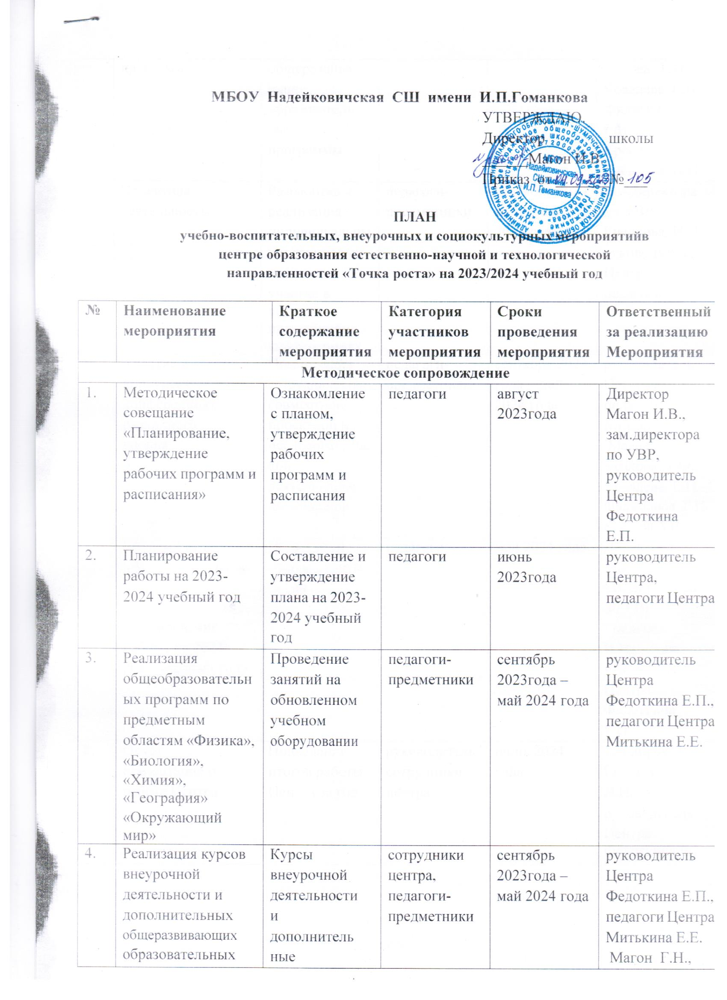 МБОУ Надейковичская СШ имени И.П.Гоманкова
УТВЕРЖДАЮ
Директор школы
Магон И.В
Приказ от 04.09.2023 № 105
МБОУ
Надейковичская
СШ имени
И.П. Гоманкова
ПЛАН
учебно-воспитательных, внеурочных и социокультурных мероприятийв
центре образования естественно-научной и технологической
направленностей «Точка роста» на 2023/2024 учебный год
№
Наименование
мероприятия
Краткое
содержание
мероприятия
Категория
участников
мероприятия
Сроки
проведения
мероприятия
Ответственный
за реализацию
Мероприятия
Методическое сопровождение
1.
Методическое
совещание
«Планирование,
утверждение
рабочих программ и
расписания»
Ознакомление
с планом,
утверждение
рабочих
программ и
расписания
педагоги
август
2023года
Директор
Магон И.В.,
зам.директора
по УВР,
руководитель
Центра
Федоткина
Е.П.
2.
Планирование
работы на 2023-
2024 учебный год
Составление и
утверждение
плана на 2023-
2024 учебный
год
педагоги
июнь
2023года
руководитель
Центра,
педагоги Центра
3.
Реализация
общеобразовательн
ых программ по
предметным
областям «Физика»,
«Биология»,
«Химия»,
«География»
«Окружающий
мир»
Проведение
занятий на
обновленном
учебном
оборудовании
педагоги-
предметники
сентябрь
2023года –
май 2024 года
руководитель
Центра
Федоткина Е.П.,
педагоги Центра
Митькина Е.Е.
4.
Реализация курсов
внеурочной
деятельности и
дополнительных
общеразвивающих
образовательных
Курсы
внеурочной
деятельности
и
дополнитель
ные
сотрудники
центра,
педагоги-
предметники
сентябрь
2023года –
май 2024 года
руководитель
Центра
Федоткина Е.П.,
педагоги Центра
Митькина Е.Е.
Магон Г.Н.,